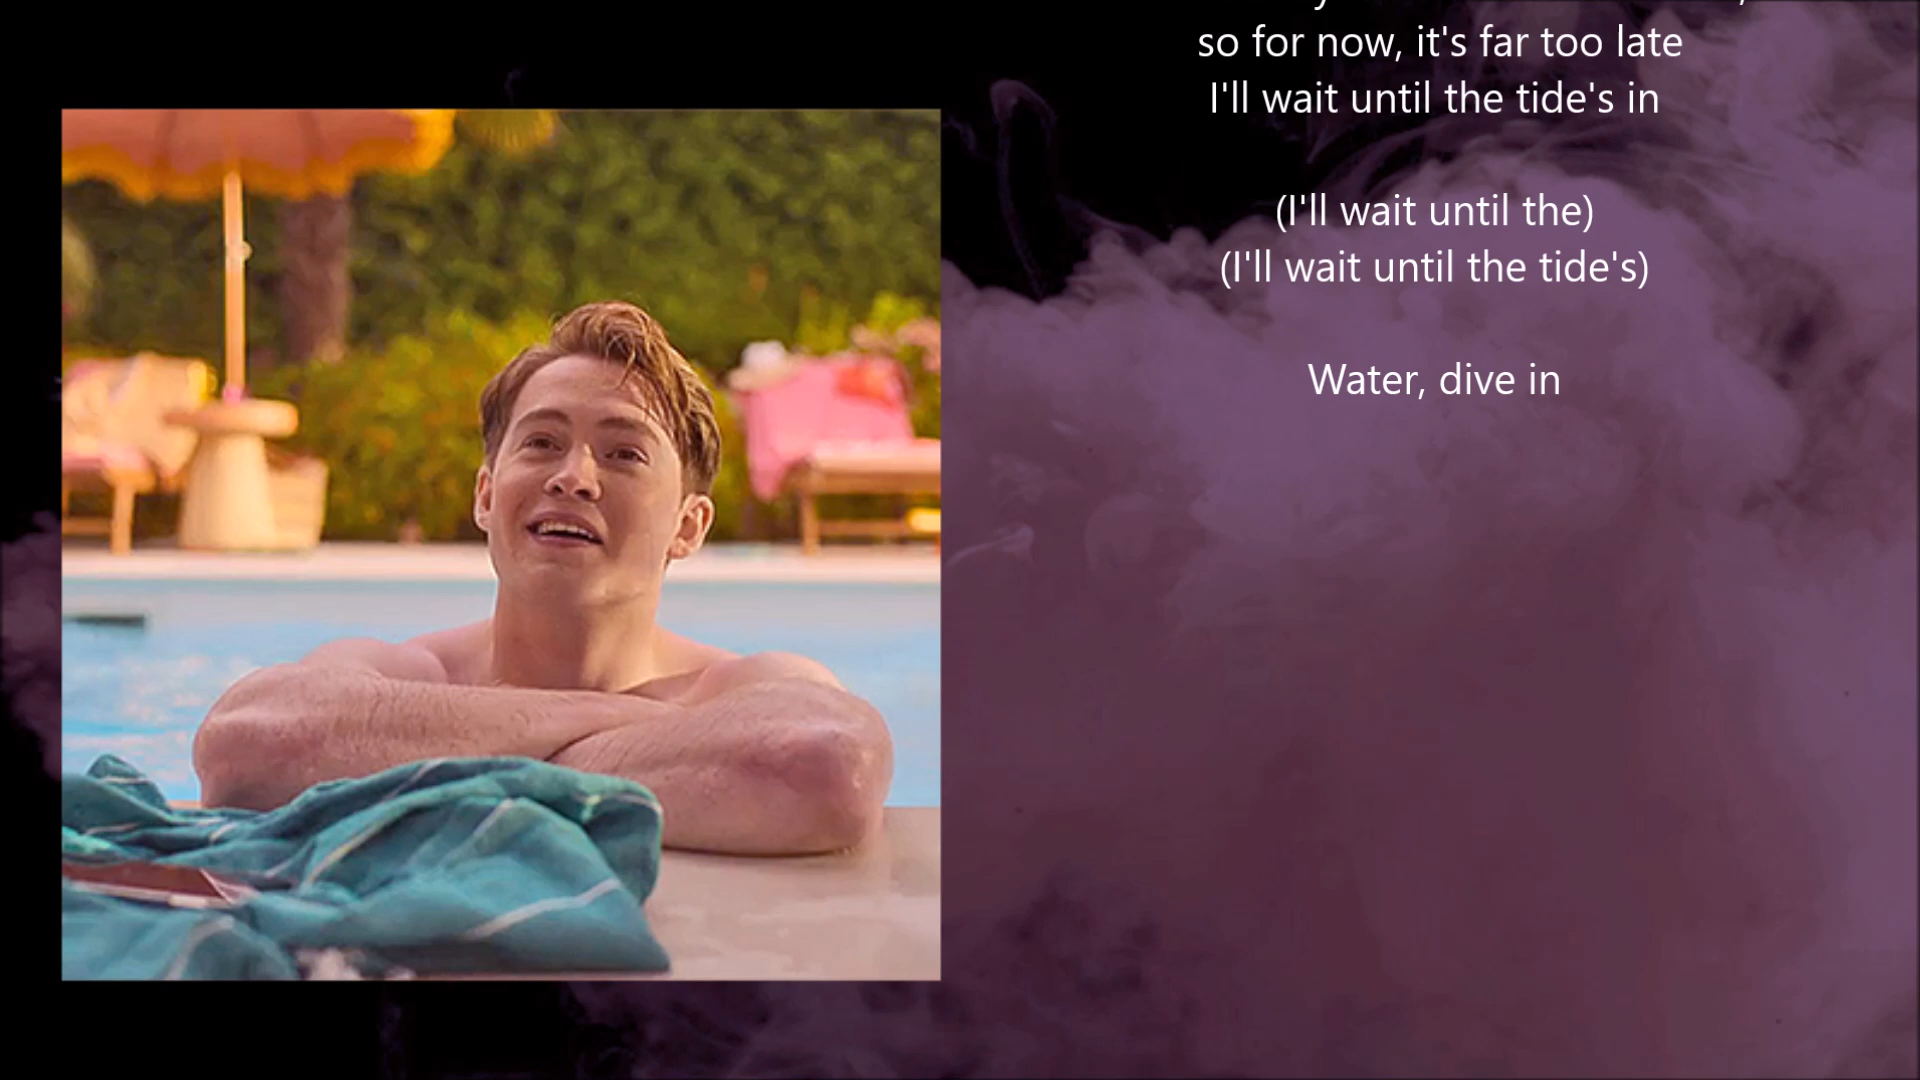 so for now, it's far too late
I'll wait until the tide's in
(I'll wait until the)
(I'll wait until the tide's)
Water, dive in